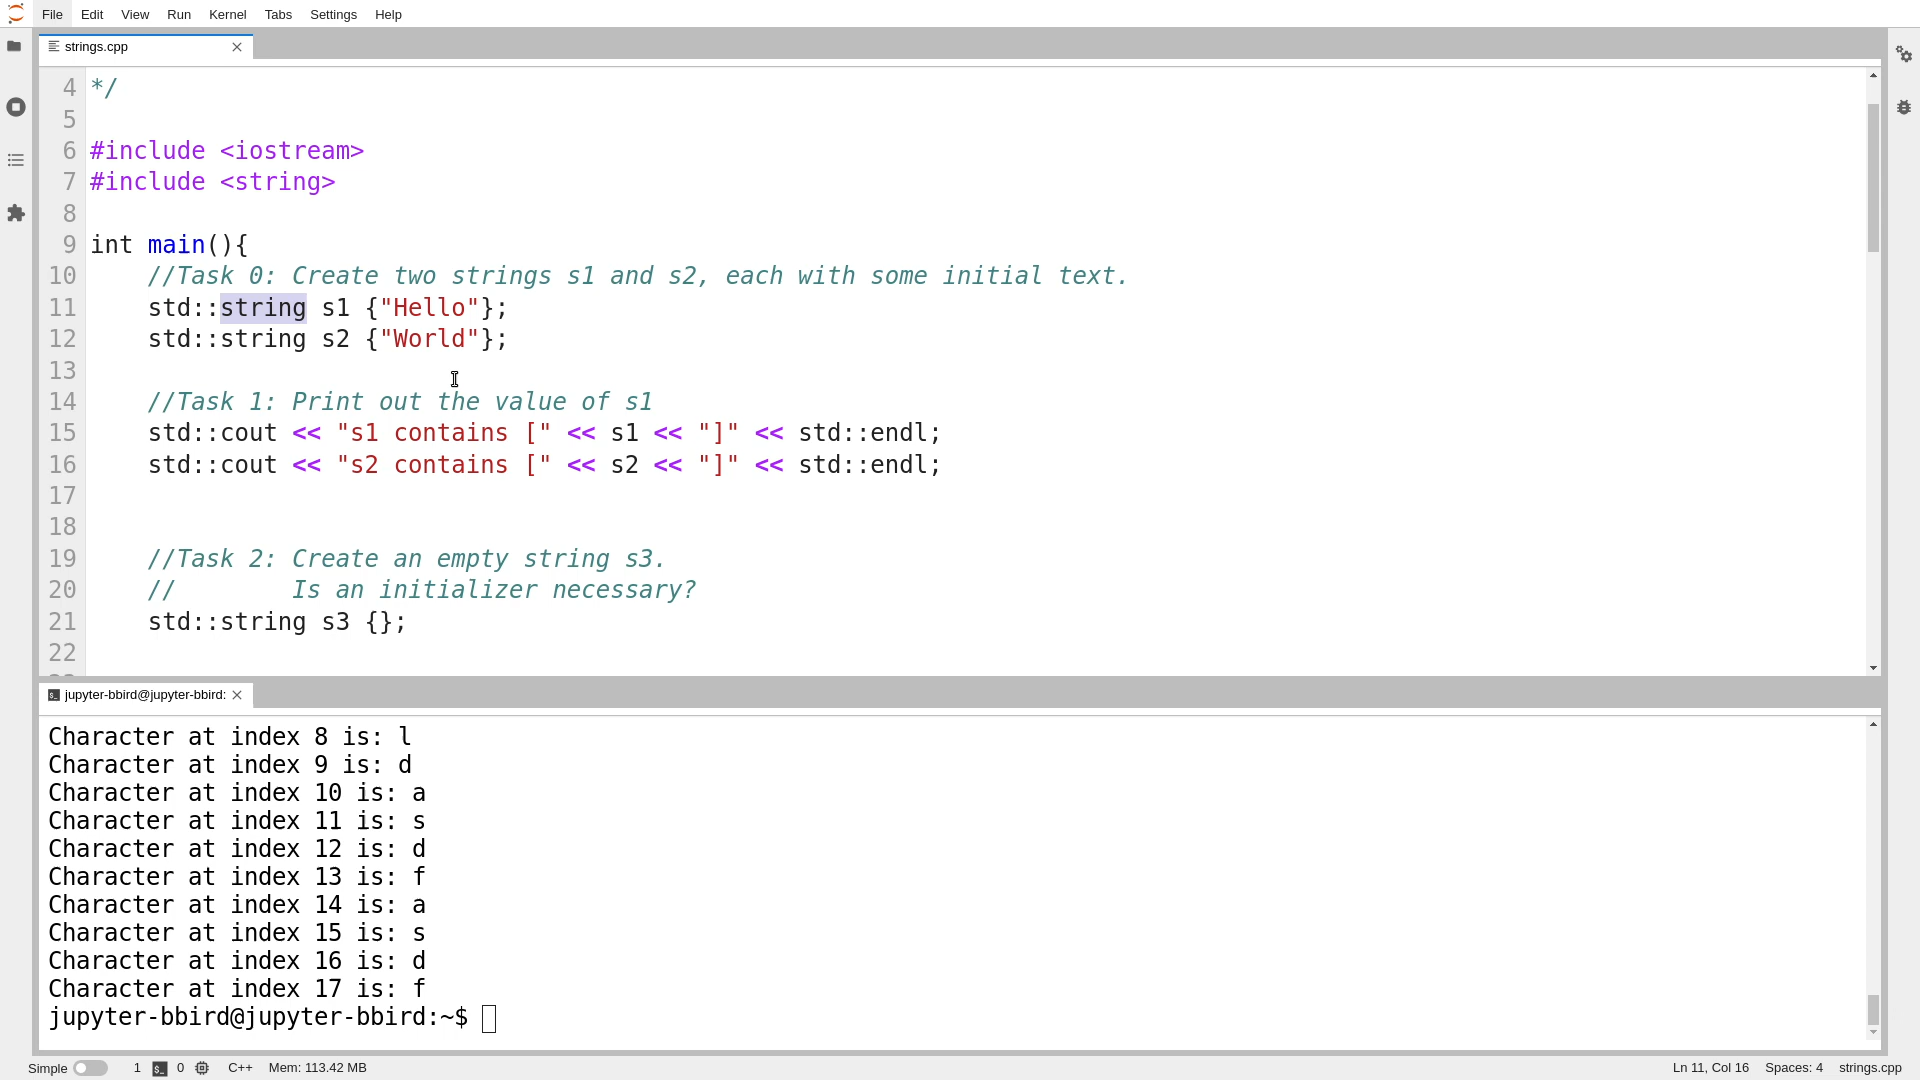 File Edit View Run Kernel Tabs Settings Help
strings.cpp
4 */
5
6 #include <iostream>
7 #include <string>
8
9 int main(){
10     //Task 0: Create two strings s1 and s2, each with some initial text.
11     std::string s1 {"Hello"};
12     std::string s2 {"World"};
13
14     //Task 1: Print out the value of s1
15     std::cout << "s1 contains [" << s1 << "]" << std::endl;
16     std::cout << "s2 contains [" << s2 << "]" << std::endl;
17
18
19     //Task 2: Create an empty string s3.
20     //        Is an initializer necessary?
21     std::string s3 {};
22
jupyter-bbird@jupyter-bbird:
Character at index 8 is: l
Character at index 9 is: d
Character at index 10 is: a
Character at index 11 is: s
Character at index 12 is: d
Character at index 13 is: f
Character at index 14 is: a
Character at index 15 is: s
Character at index 16 is: d
Character at index 17 is: f
jupyter-bbird@jupyter-bbird:~$
Simple 1 $_ 0 C++ Mem: 113.42 MB Ln 11, Col 16 Spaces: 4 strings.cpp